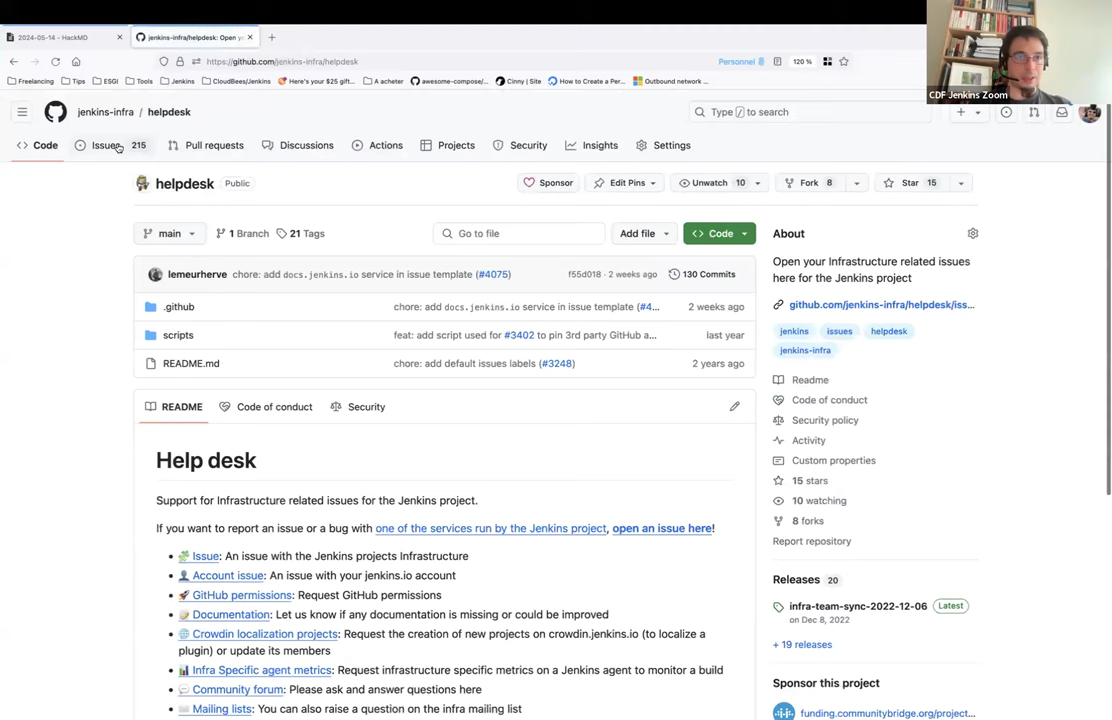 2024-05-14 - HackMD
jenkins-infra/helpdesk: Open y
https://github.com/jenkins-infra/helpdesk
Personnel
120 %
Freelancing
Tips
ESGI
Tools
Jenkins
CloudBees/Jenkins
Here's your $25 gift...
A acheter
awesome-compose/...
Cinny | Site
How to Create a Per...
Outbound network ...
CDF Jenkins Zoom
jenkins-infra / helpdesk
Type / to search
Code
Issues 215
Pull requests
Discussions
Actions
Projects
Security
Insights
Settings
helpdesk Public
Sponsor
Edit Pins
Unwatch 10
Fork 8
Star 15
main
1 Branch
21 Tags
Go to file
Add file
Code
lemeurherve chore: add docs.jenkins.io service in issue template (#4075)
f55d018 · 2 weeks ago
130 Commits
.github chore: add docs.jenkins.io service in issue template (#4... 2 weeks ago
scripts feat: add script used for #3402 to pin 3rd party GitHub a... last year
README.md chore: add default issues labels (#3248) 2 years ago
README
Code of conduct
Security
Help desk
Support for Infrastructure related issues for the Jenkins project.
If you want to report an issue or a bug with one of the services run by the Jenkins project, open an issue here!
• Issue: An issue with the Jenkins projects Infrastructure
• Account issue: An issue with your jenkins.io account
• GitHub permissions: Request GitHub permissions
• Documentation: Let us know if any documentation is missing or could be improved
• Crowdin localization projects: Request the creation of new projects on crowdin.jenkins.io (to localize a
plugin) or update its members
• Infra Specific agent metrics: Request infrastructure specific metrics on a Jenkins agent to monitor a build
• Community forum: Please ask and answer questions here
• Mailing lists: You can also raise a question on the infra mailing list
About
Open your Infrastructure related issues
here for the Jenkins project
github.com/jenkins-infra/helpdesk/iss...
jenkins
issues
helpdesk
jenkins-infra
Readme
Code of conduct
Security policy
Activity
Custom properties
15 stars
10 watching
8 forks
Report repository
Releases 20
infra-team-sync-2022-12-06 Latest
on Dec 8, 2022
+ 19 releases
Sponsor this project
funding.communitybridge.org/project...